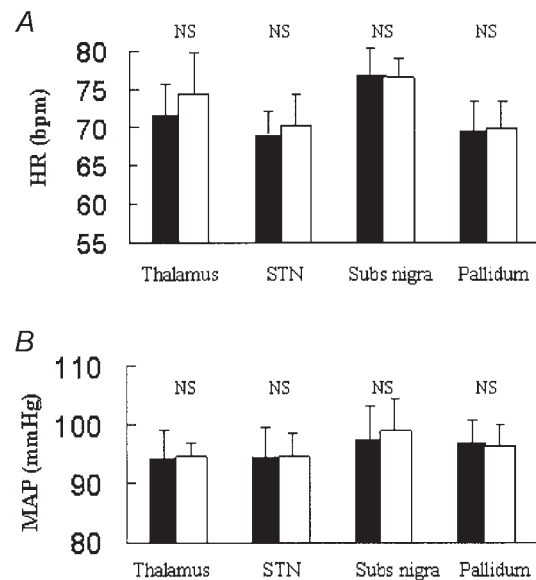 A
NS NS NS NS
80
75
70
65
60
55
HR (bpm)
Thalamus STN Subs nigra Pallidum
B
110
NS NS NS NS
100
90
80
MAP (mmHg)
Thalamus STN Subs nigra Pallidum